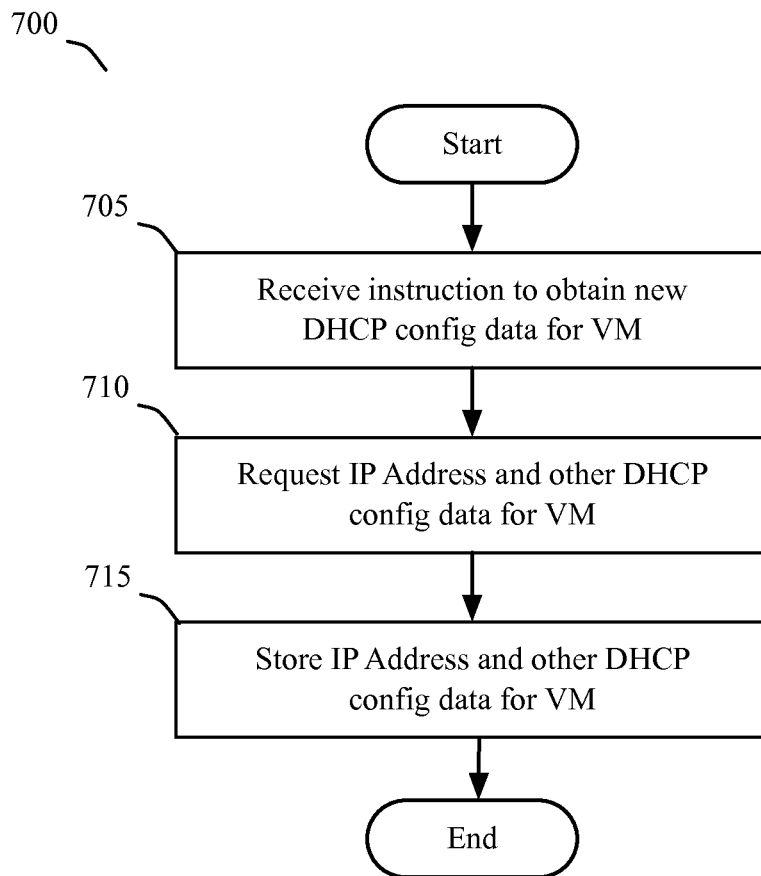 700
Start
705
Receive instruction to obtain new
DHCP config data for VM
710
Request IP Address and other DHCP
config data for VM
715
Store IP Address and other DHCP
config data for VM
End